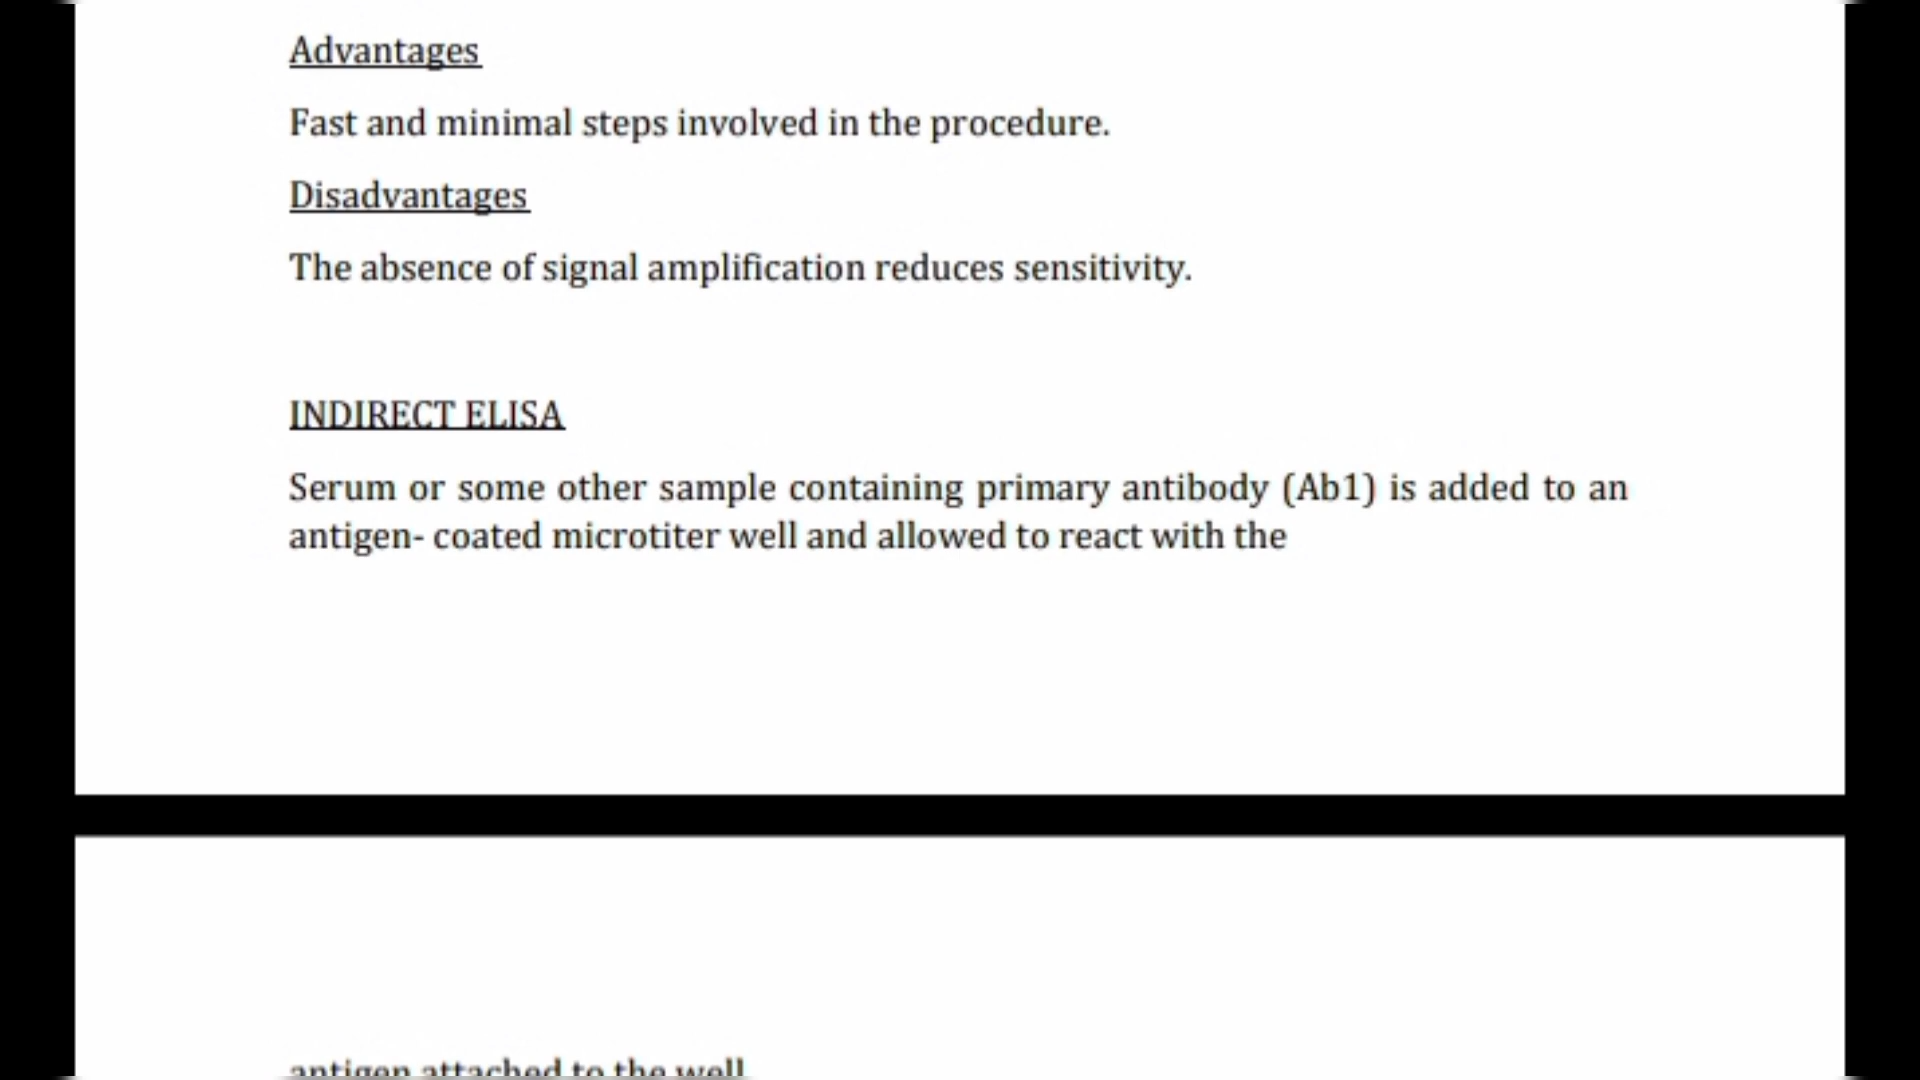 Advantages
Fast and minimal steps involved in the procedure.
Disadvantages
The absence of signal amplification reduces sensitivity.
INDIRECT ELISA
Serum or some other sample containing primary antibody (Ab1) is added to an
antigen- coated microtiter well and allowed to react with the
antigen attached to the well